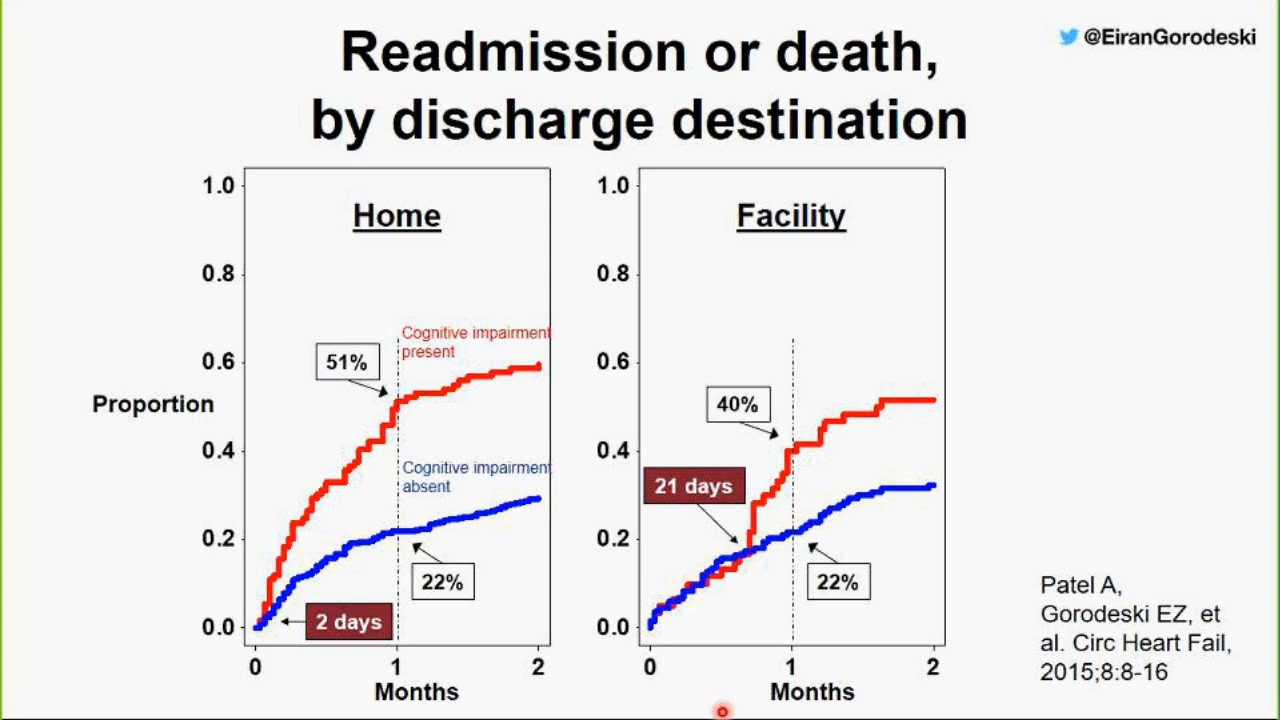 Readmission or death,
by discharge destination
@EiranGorodeski
Proportion
1.0
0.8
0.6
0.4
0.2
0.0
Home
Cognitive impairment
present
51%
Cognitive impairment
absent
22%
2 days
0 1 2
Months
1.0
0.8
0.6
0.4
0.2
0.0
Facility
40%
21 days
22%
0 1 2
Months
Patel A,
Gorodeski EZ, et
al. Circ Heart Fail,
2015;8:8-16